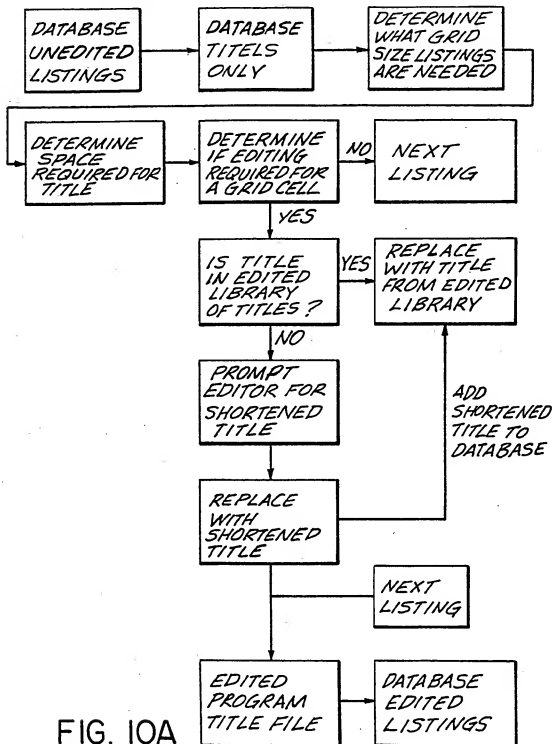 DATABASE
UNEDITED
LISTINGS
DATABASE
TITELS
ONLY
DETERMINE
WHAT GRID
SIZE LISTINGS
ARE NEEDED
DETERMINE
SPACE
REQUIRED FOR
TITLE
DETERMINE
IF EDITING
REQUIRED FOR
A GRID CELL
NO
NEXT
LISTING
YES
IS TITLE
IN EDITED
LIBRARY
OF TITLES?
YES
REPLACE
WITH TITLE
FROM EDITED
LIBRARY
NO
PROMPT
EDITOR FOR
SHORTENED
TITLE
ADD
SHORTENED
TITLE TO
DATABASE
REPLACE
WITH
SHORTENED
TITLE
NEXT
LISTING
EDITED
PROGRAM
TITLE FILE
DATABASE
EDITED
LISTINGS
FIG. 10A